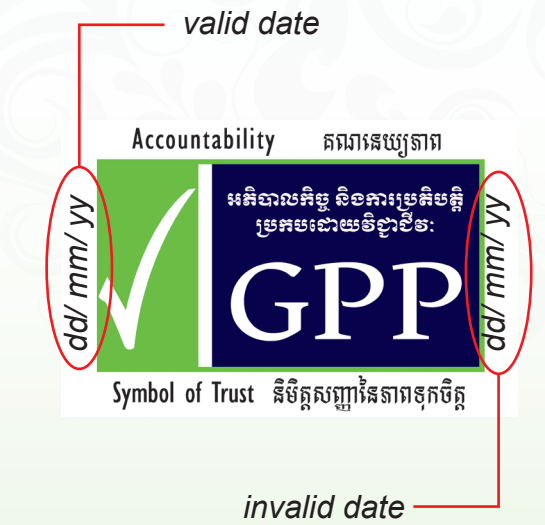 valid date
Accountability គណនេយ្យភាព
dd/ mm/ yy
អភិបាលកិច្ច និងការប្រតិបត្តិ
ប្រកបដោយវិជ្ជាជីវៈ
GPP
dd/ mm/ yy
Symbol of Trust និមិត្តសញ្ញានៃភាពទុកចិត្ត
invalid date